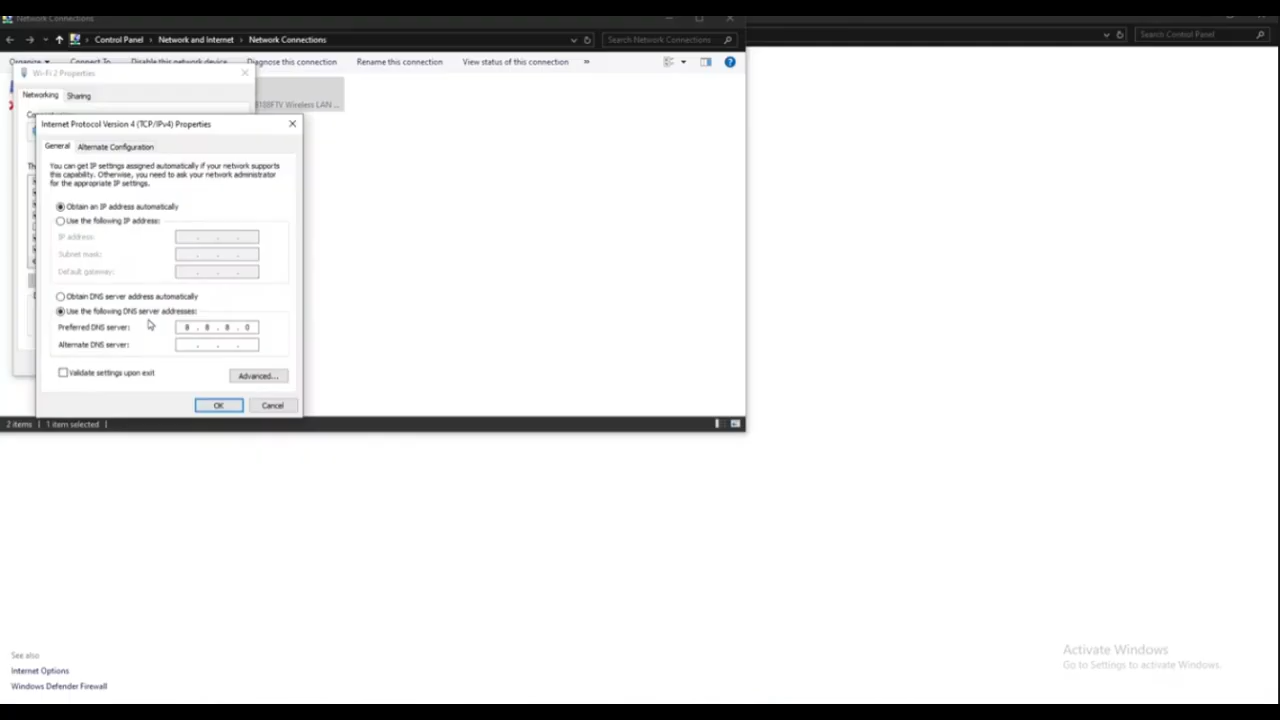 Network Connections
Control Panel > Network and Internet > Network Connections
Search Network Connections
Search Control Panel
Organize
Connect To
Disable this network device
Diagnose this connection
Rename this connection
View status of this connection
»
Wi-Fi 2 Properties
Networking
Sharing
8188FTV Wireless LAN ...
Internet Protocol Version 4 (TCP/IPv4) Properties
General
Alternate Configuration
You can get IP settings assigned automatically if your network supports
this capability. Otherwise, you need to ask your network administrator
for the appropriate IP settings.
Obtain an IP address automatically
Use the following IP address:
IP address:
Subnet mask:
Default gateway:
Obtain DNS server address automatically
Use the following DNS server addresses:
Preferred DNS server: 8 . 8 . 8 . 0
Alternate DNS server: . . .
Validate settings upon exit
Advanced...
OK
Cancel
2 items
1 item selected
See also
Internet Options
Windows Defender Firewall
Activate Windows
Go to Settings to activate Windows.